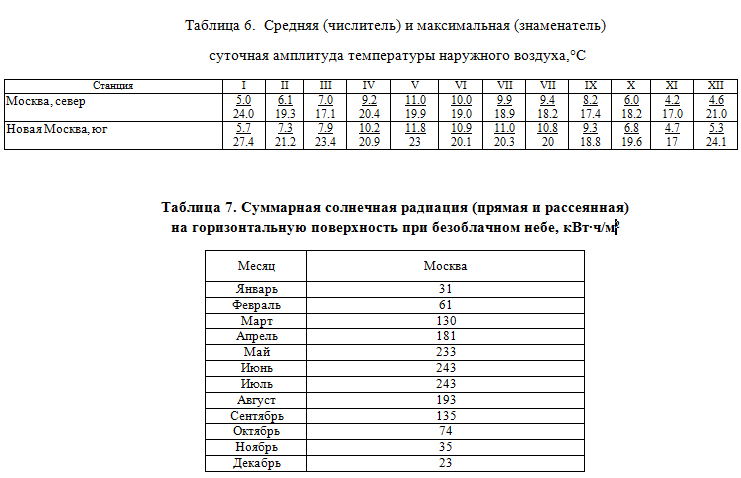 Таблица 6. Средняя (числитель) и максимальная (знаменатель)
суточная амплитуда температуры наружного воздуха,°С
Станция I II III IV V VI VII VII IX X XI XII
Москва, север 5.0 6.1 7.0 9.2 11.0 10.0 9.9 9.4 8.2 6.0 4.2 4.6
24.0 19.3 17.1 20.4 19.9 19.0 18.9 18.2 17.4 18.2 17.0 21.0
Новая Москва, юг 5.7 7.3 7.9 10.2 11.8 10.9 11.0 10.8 9.3 6.8 4.7 5.3
27.4 21.2 23.4 20.9 23 20.1 20.3 20 18.8 19.6 17 24.1
Таблица 7. Суммарная солнечная радиация (прямая и рассеянная)
на горизонтальную поверхность при безоблачном небе, кВт·ч/м²
Месяц Москва
Январь 31
Февраль 61
Март 130
Апрель 181
Май 233
Июнь 243
Июль 243
Август 193
Сентябрь 135
Октябрь 74
Ноябрь 35
Декабрь 23